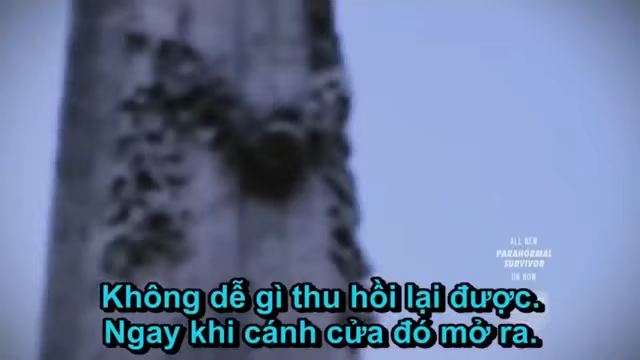 ALL NEW
PARANORMAL
SURVIVOR
ON NOW
Không dễ gì thu hồi lại được.
Ngay khi cánh cửa đó mở ra.